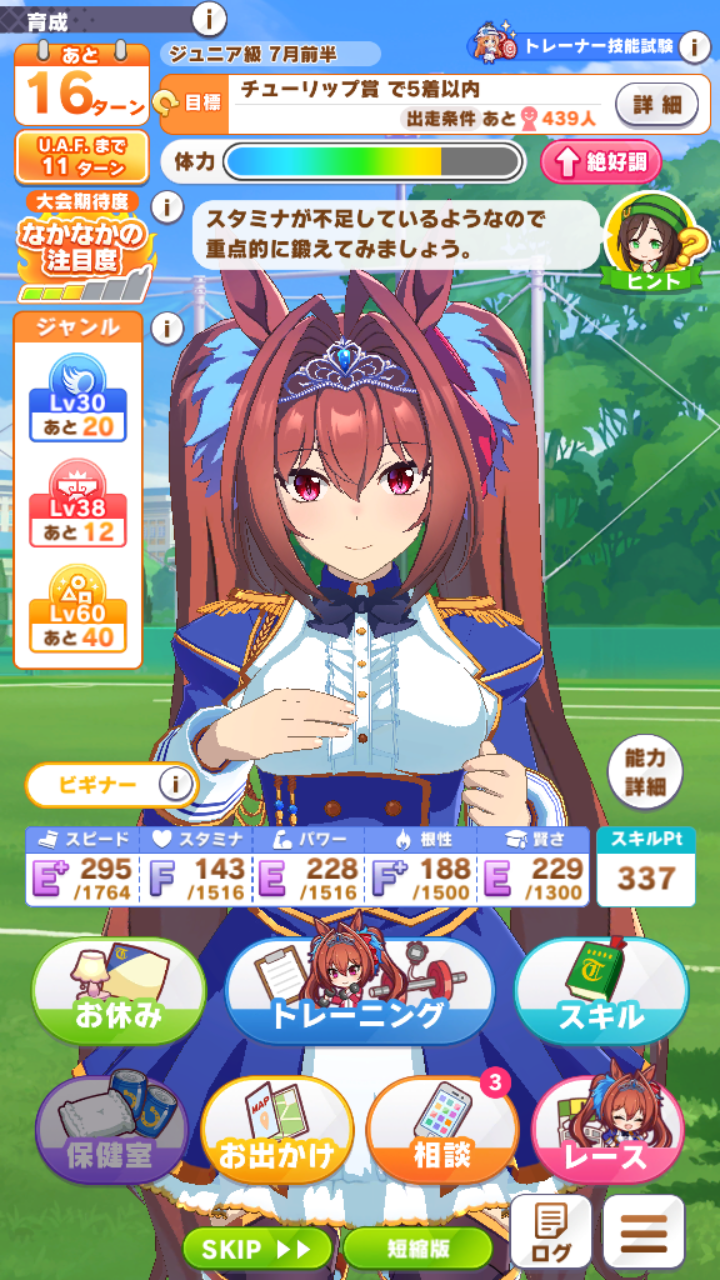 育成
i
あと
16ターン
ジュニア級 7月前半
トレーナー技能試験
i
目標
チューリップ賞 で5着以内
出走条件 あと 439人
詳細
U.A.F. まで
11 ターン
体力
絶好調
大会期待度
i
なかなかの
注目度
スタミナが不足しているようなので
重点的に鍛えてみましょう。
ヒント
ジャンル
i
Lv30
あと 20
Lv38
あと 12
Lv60
あと 40
ビギナー
i
能力
詳細
スピード
スタミナ
パワー
根性
賢さ
スキルPt
E+ 295
/1764
F 143
/1516
E 228
/1516
F+ 188
/1500
E 229
/1300
337
お休み
トレーニング
スキル
保健室
MAP
お出かけ
3
相談
レース
SKIP
短縮版
ログ